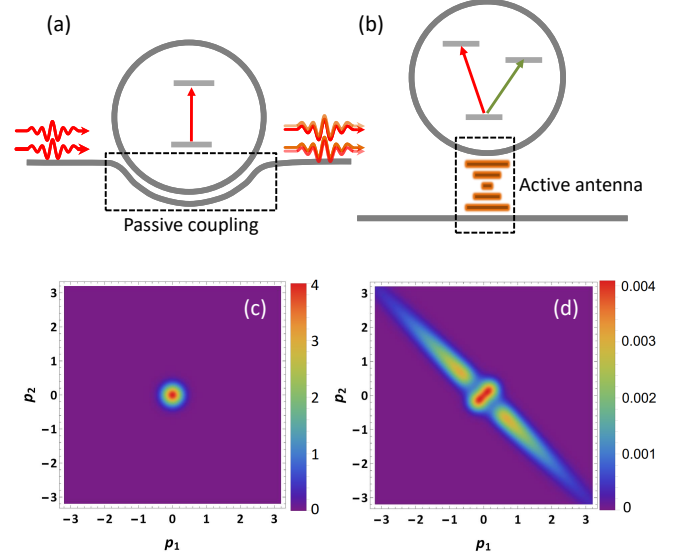 (a)
(b)
Passive coupling
Active antenna
(c)
(d)
3
2
1
0
−1
−2
−3
p2
−3 −2 −1 0 1 2 3
p1
4
3
2
1
0
3
2
1
0
−1
−2
−3
p2
−3 −2 −1 0 1 2 3
p1
0.004
0.003
0.002
0.001
0